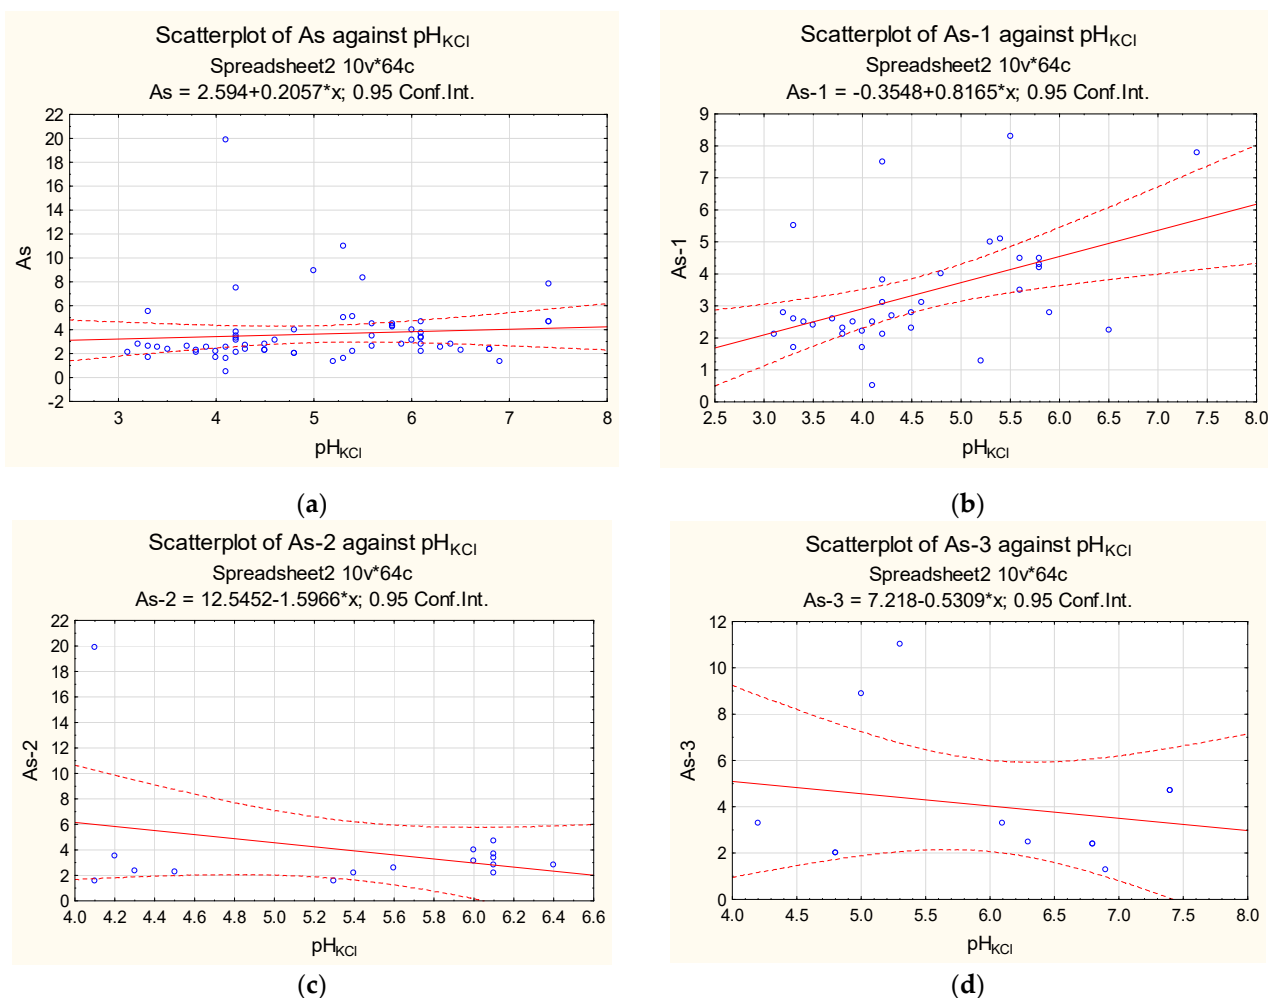 Scatterplot of As against pHKCl
Spreadsheet2 10v*64c
As = 2.594+0.2057*x; 0.95 Conf.Int.
22
20
18
16
14
12
10
8
6
4
2
0
-2
As
3 4 5 6 7 8
pHKCl
(a)
Scatterplot of As-1 against pHKCl
Spreadsheet2 10v*64c
As-1 = -0.3548+0.8165*x; 0.95 Conf.Int.
9
8
7
6
5
4
3
2
1
0
As-1
2.5 3.0 3.5 4.0 4.5 5.0 5.5 6.0 6.5 7.0 7.5 8.0
pHKCl
(b)
Scatterplot of As-2 against pHKCl
Spreadsheet2 10v*64c
As-2 = 12.5452-1.5966*x; 0.95 Conf.Int.
22
20
18
16
14
12
10
8
6
4
2
0
As-2
4.0 4.2 4.4 4.6 4.8 5.0 5.2 5.4 5.6 5.8 6.0 6.2 6.4 6.6
pHKCl
(c)
Scatterplot of As-3 against pHKCl
Spreadsheet2 10v*64c
As-3 = 7.218-0.5309*x; 0.95 Conf.Int.
12
10
8
6
4
2
0
As-3
4.0 4.5 5.0 5.5 6.0 6.5 7.0 7.5 8.0
pHKCl
(d)